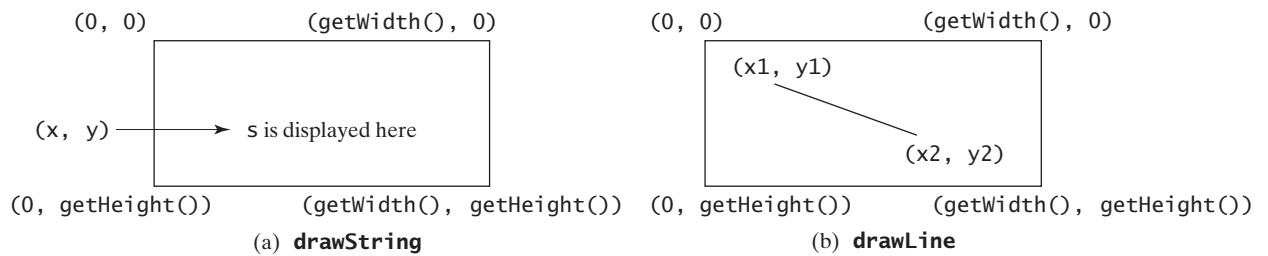 (0, 0) (getWidth(), 0)
(x, y) s is displayed here
(0, getHeight()) (getWidth(), getHeight())
(a) drawString
(0, 0) (getWidth(), 0)
(x1, y1)
(x2, y2)
(0, getHeight()) (getWidth(), getHeight())
(b) drawLine